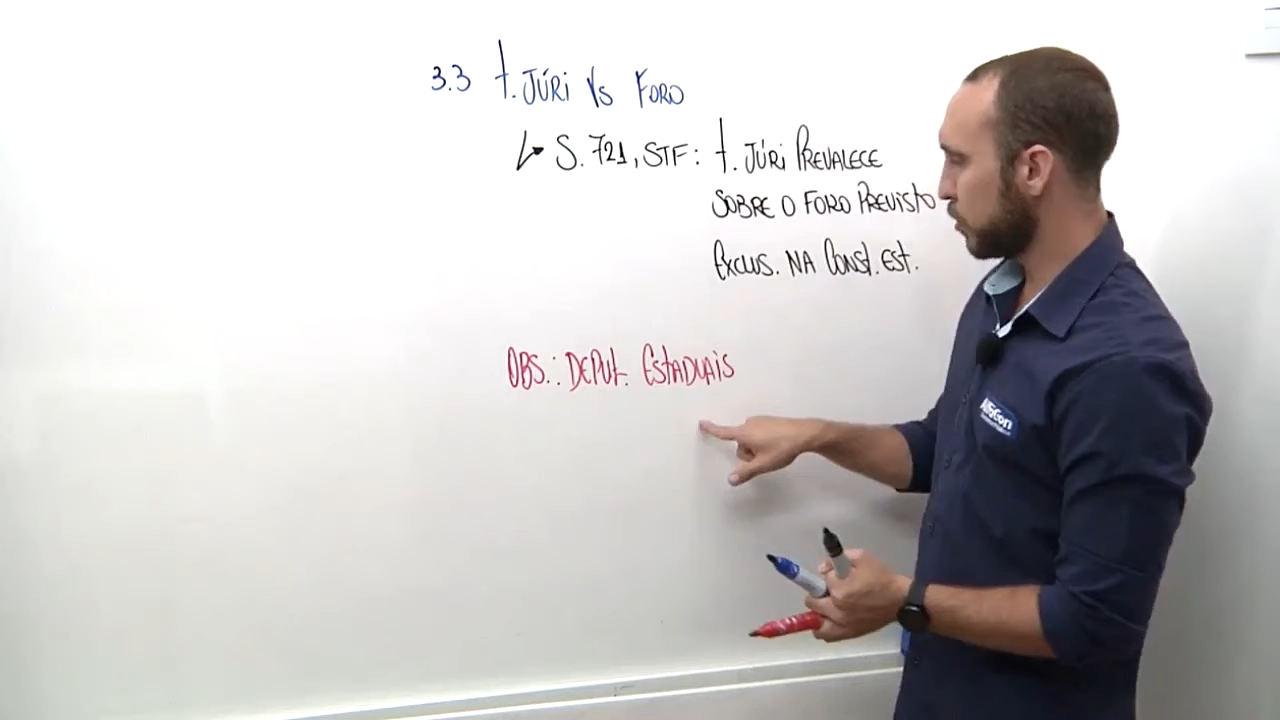 3.3 T. JÚRI VS FORO
↳ S. 721, STF: T. JÚRI PREVALECE
SOBRE O FORO PREVISTO
EXCLUS. NA CONST. EST.
OBS.: DEPUT. ESTADUAIS
AlfaCon